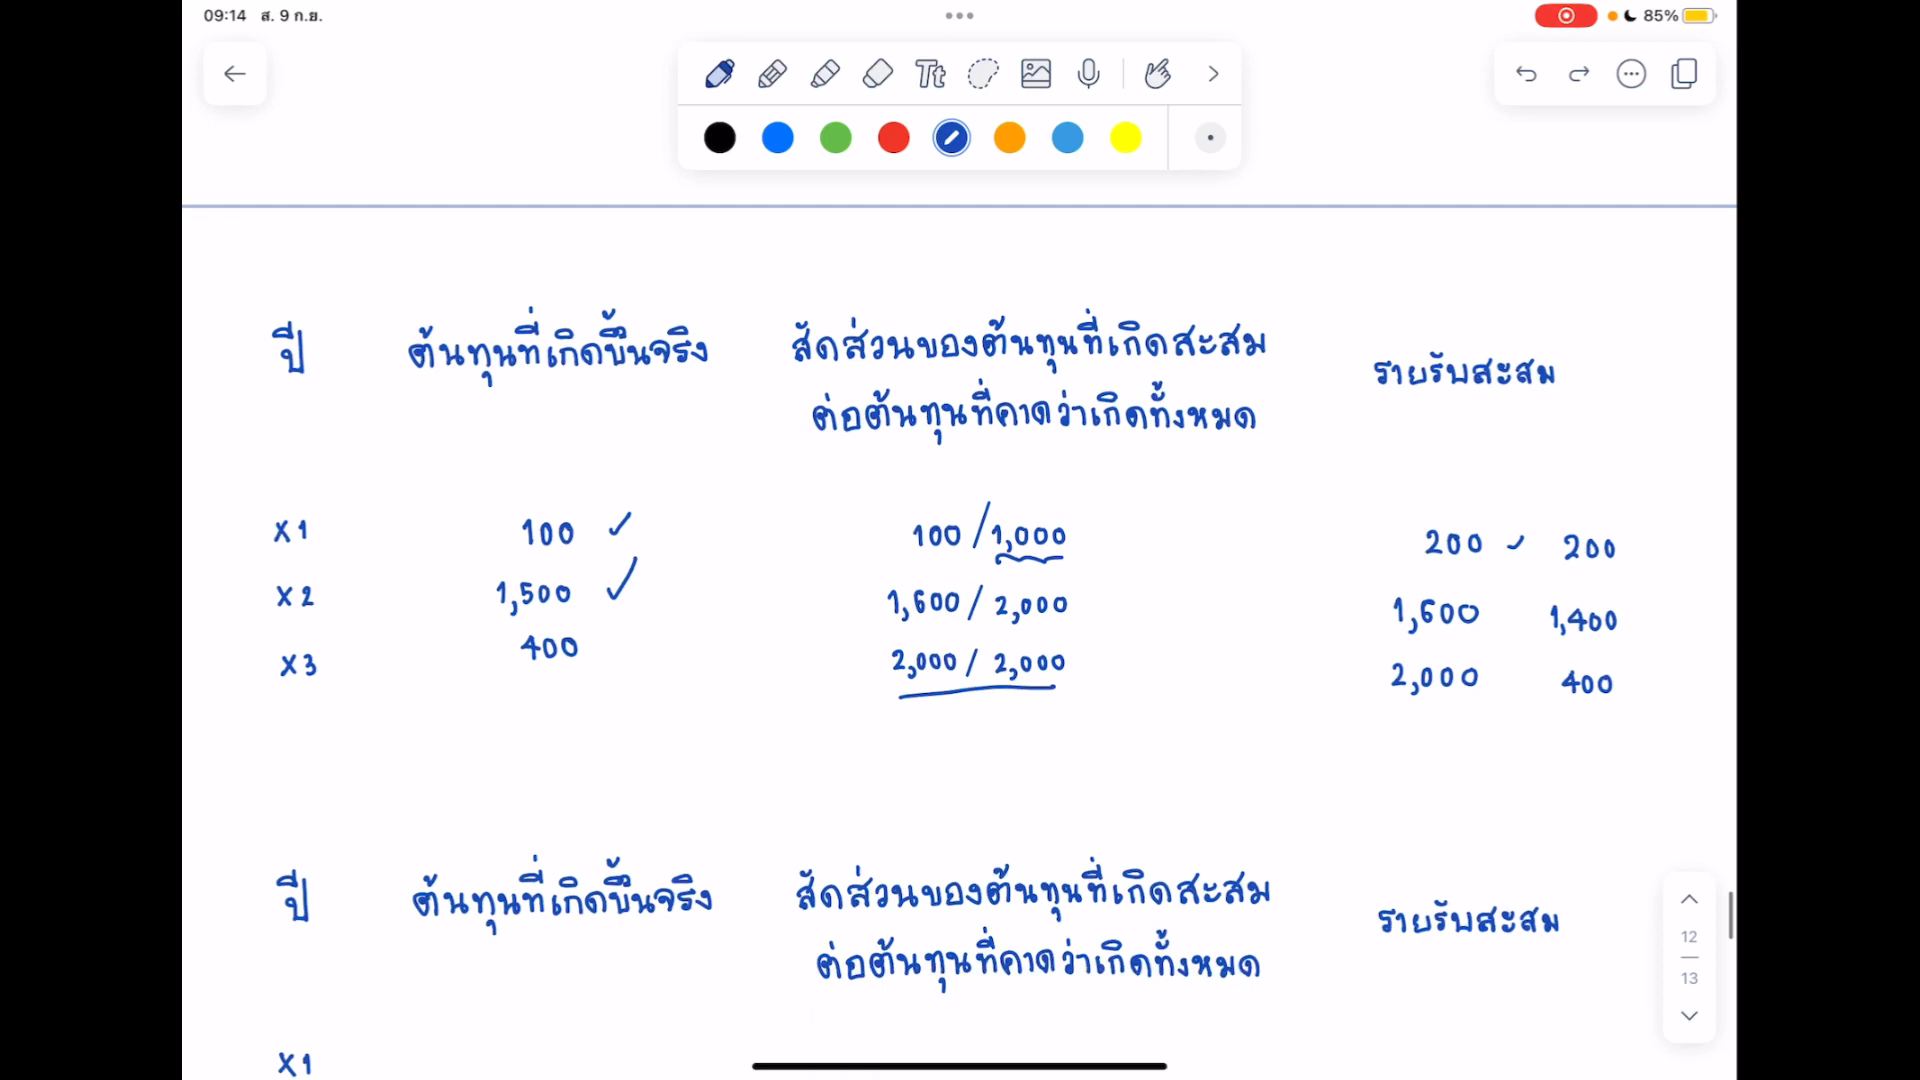 09:14 ส. 9 ก.ย.
85%
Tt
ปี ต้นทุนที่เกิดขึ้นจริง สัดส่วนของต้นทุนที่เกิดสะสม รายรับสะสม
ต่อต้นทุนที่คาดว่าเกิดทั้งหมด
X1 100 ✓ 100 / 1,000 200 ✓ 200
X2 1,500 ✓ 1,600 / 2,000 1,600 1,400
X3 400 2,000 / 2,000 2,000 400
ปี ต้นทุนที่เกิดขึ้นจริง สัดส่วนของต้นทุนที่เกิดสะสม รายรับสะสม
ต่อต้นทุนที่คาดว่าเกิดทั้งหมด
12
13
X1